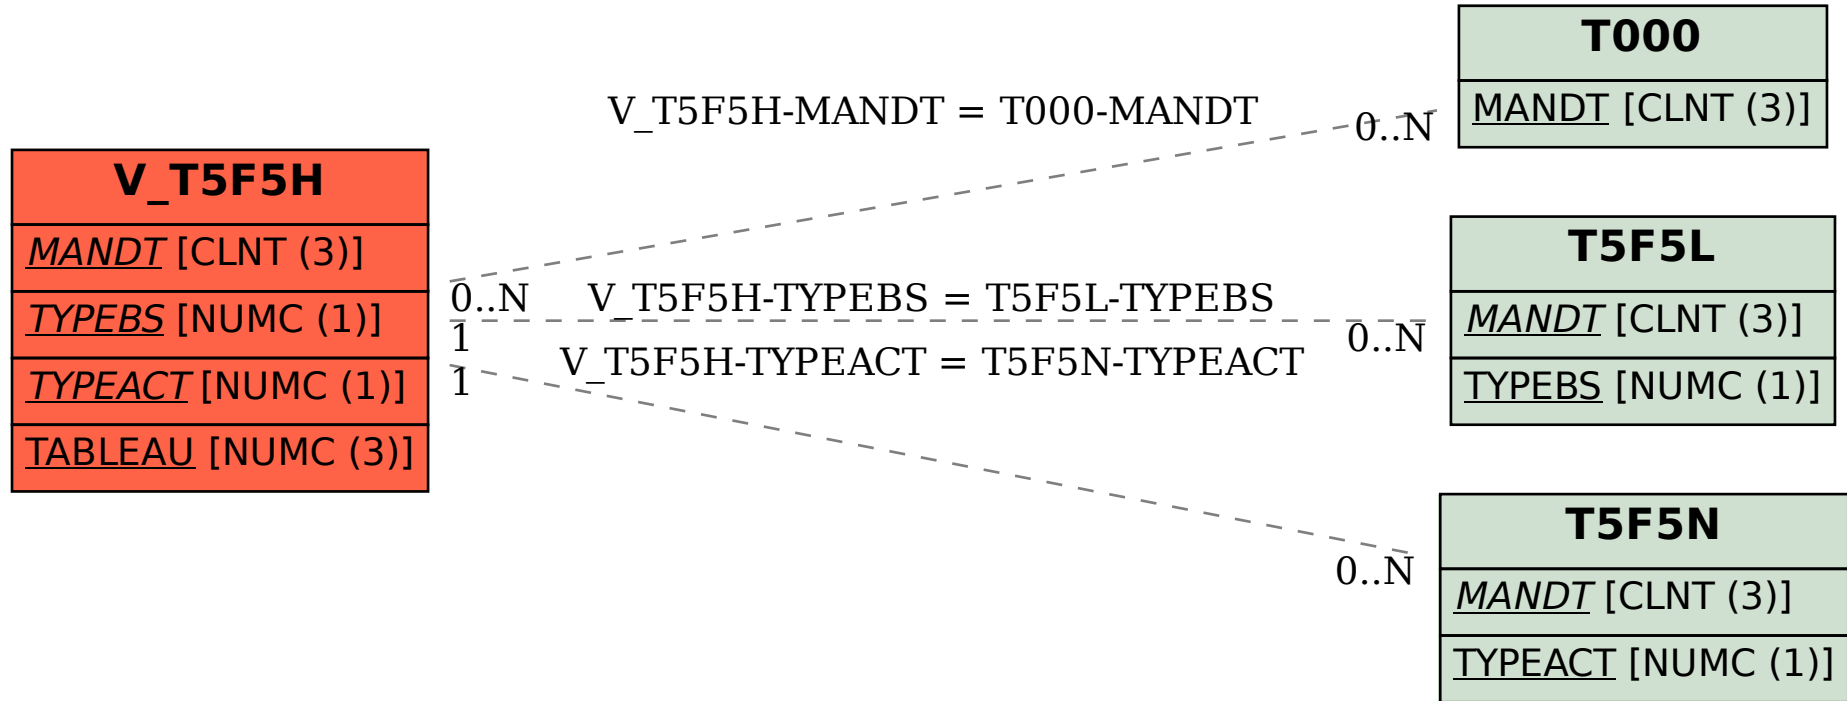 T000
MANDT [CLNT (3)]
V_T5F5H-MANDT = T000-MANDT
0..N
V_T5F5H
MANDT [CLNT (3)]
TYPEBS [NUMC (1)]
TYPEACT [NUMC (1)]
TABLEAU [NUMC (3)]
0..N
V_T5F5H-TYPEBS = T5F5L-TYPEBS
1
0..N
V_T5F5H-TYPEACT = T5F5N-TYPEACT
1
0..N
T5F5L
MANDT [CLNT (3)]
TYPEBS [NUMC (1)]
T5F5N
MANDT [CLNT (3)]
TYPEACT [NUMC (1)]